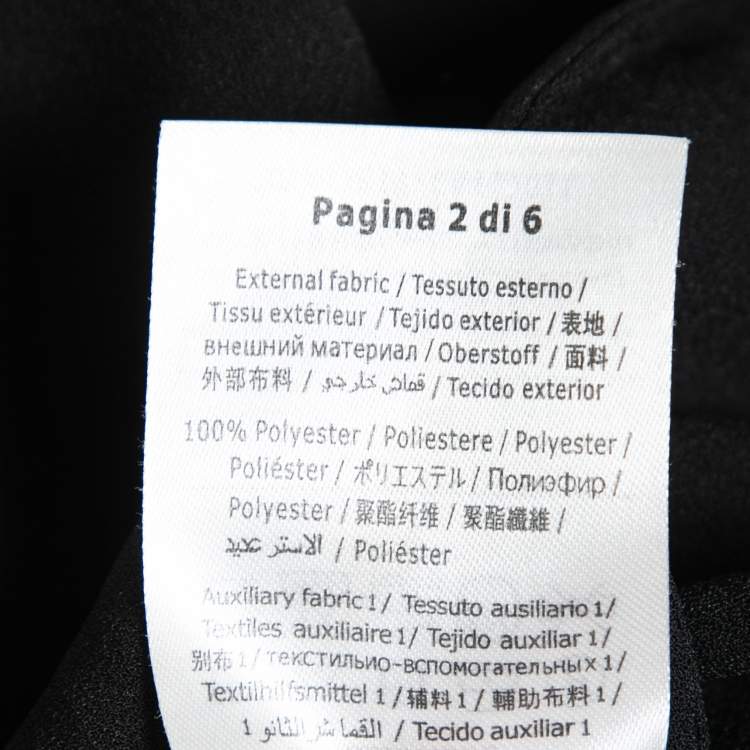 Pagina 2 di 6
External fabric / Tessuto esterno /
Tissu extérieur / Tejido exterior / 表地 /
внешний материал / Oberstoff / 面料 /
外部布料 / قماش خارجي / Tecido exterior
100% Polyester / Poliestere / Polyester /
Poliéster / ポリエステル / Полиэфир /
Polyester / 聚酯纤维 / 聚酯纖維 /
الاستر عديد / Poliéster
Auxiliary fabric 1/ Tessuto ausiliario 1/
Textiles auxiliaire 1/ Tejido auxiliar 1/
别布 1/ текстильно-вспомогательных 1/
Textilhilfsmittel 1 /辅料 1 / 輔助布料 1 /
القماش الثانو 1 / Tecido auxiliar 1